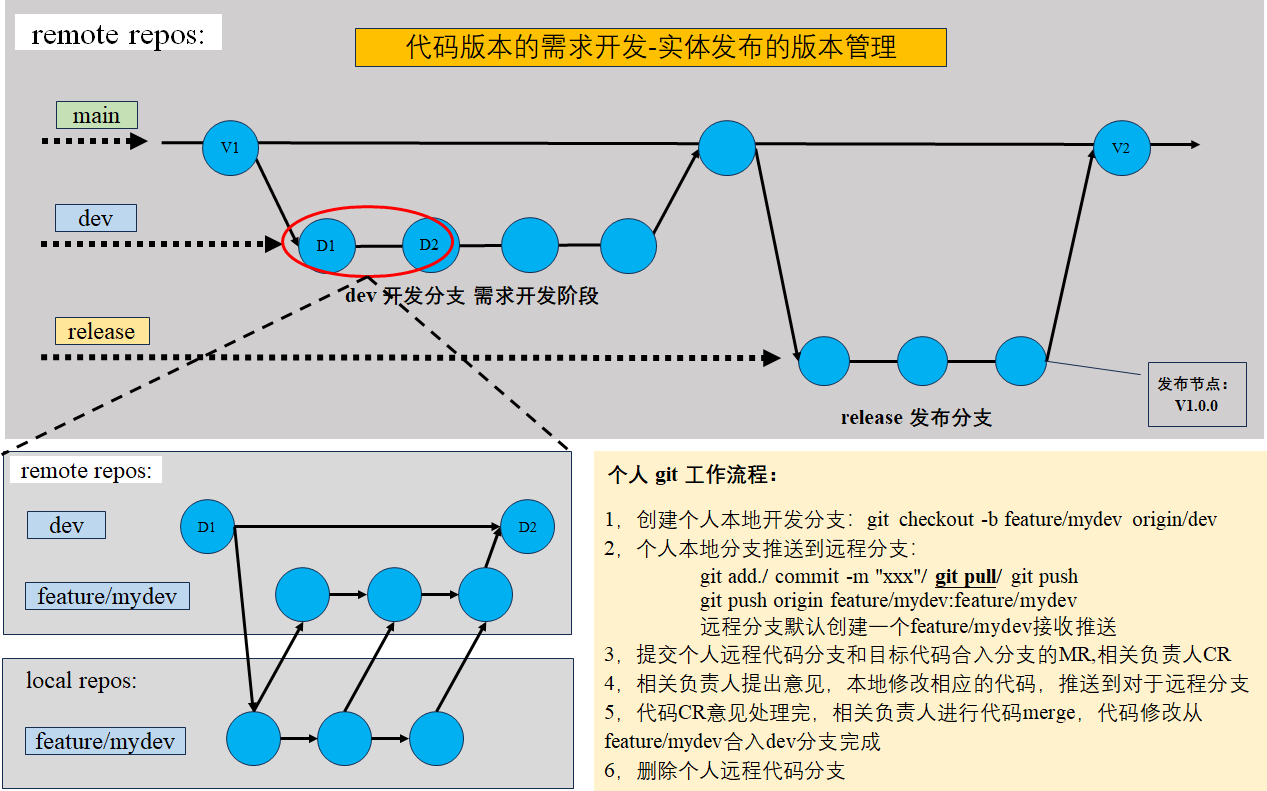 remote repos:
代码版本的需求开发-实体发布的版本管理
main
V1
V2
dev
D1
D2
dev 开发分支 需求开发阶段
release
发布节点：
V1.0.0
release 发布分支
remote repos:
dev
D1
D2
feature/mydev
local repos:
feature/mydev
个人 git 工作流程：
1，创建个人本地开发分支：git checkout -b feature/mydev origin/dev
2，个人本地分支推送到远程分支：
git add./ commit -m "xxx"/ git pull/ git push
git push origin feature/mydev:feature/mydev
远程分支默认创建一个feature/mydev接收推送
3，提交个人远程代码分支和目标代码合入分支的MR,相关负责人CR
4，相关负责人提出意见，本地修改相应的代码，推送到对于远程分支
5，代码CR意见处理完，相关负责人进行代码merge，代码修改从
feature/mydev合入dev分支完成
6，删除个人远程代码分支